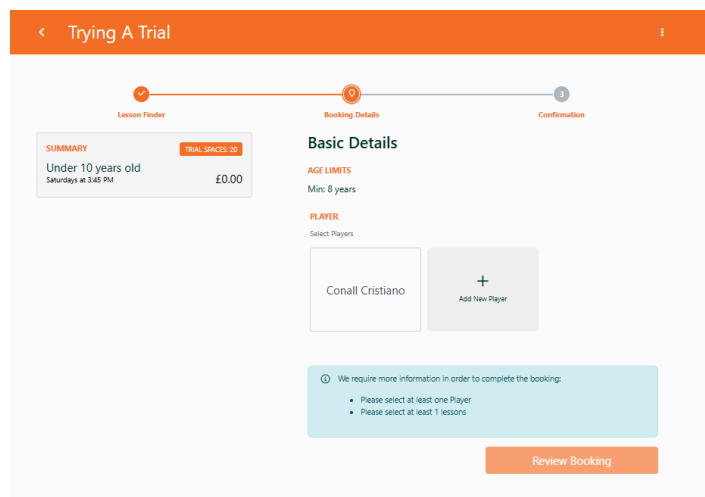 Trying A Trial
3
Lesson Finder
Booking Details
Confirmation
SUMMARY
TRIAL SPACES: 20
Under 10 years old
Saturdays at 3:45 PM
£0.00
Basic Details
AGE LIMITS
Min: 8 years
PLAYER
Select Players
Conall Cristiano
Add New Player
We require more information in order to complete the booking:
• Please select at least one Player
• Please select at least 1 lessons
Review Booking